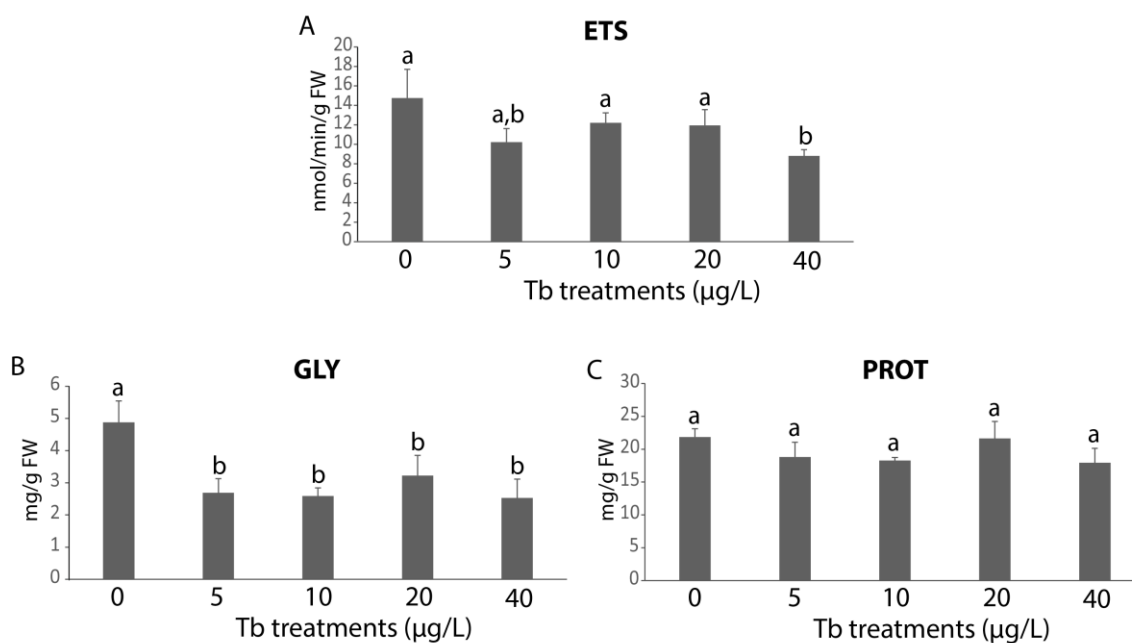 A
ETS
nmol/min/g FW
20
18
16
14
12
10
8
6
4
2
0
a
a,b
a
a
b
0 5 10 20 40
Tb treatments (µg/L)
B
GLY
mg/g FW
6
5
4
3
2
1
0
a
b
b
b
b
0 5 10 20 40
Tb treatments (µg/L)
C
PROT
mg/g FW
30
25
20
15
10
5
0
a
a
a
a
a
0 5 10 20 40
Tb treatments (µg/L)